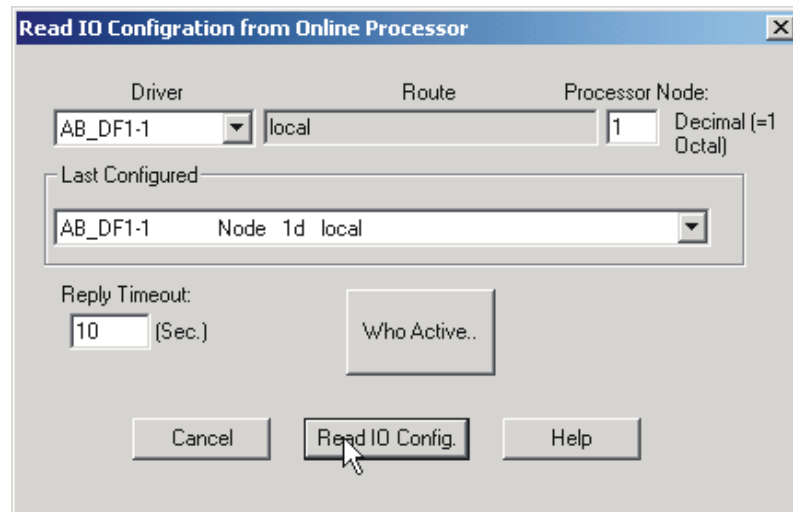 Read IO Configration from Online Processor
Driver Route Processor Node:
AB_DF1-1 local 1 Decimal (=1
Octal)
Last Configured
AB_DF1-1 Node 1d local
Reply Timeout:
10 (Sec.) Who Active..
Cancel Read IO Config. Help